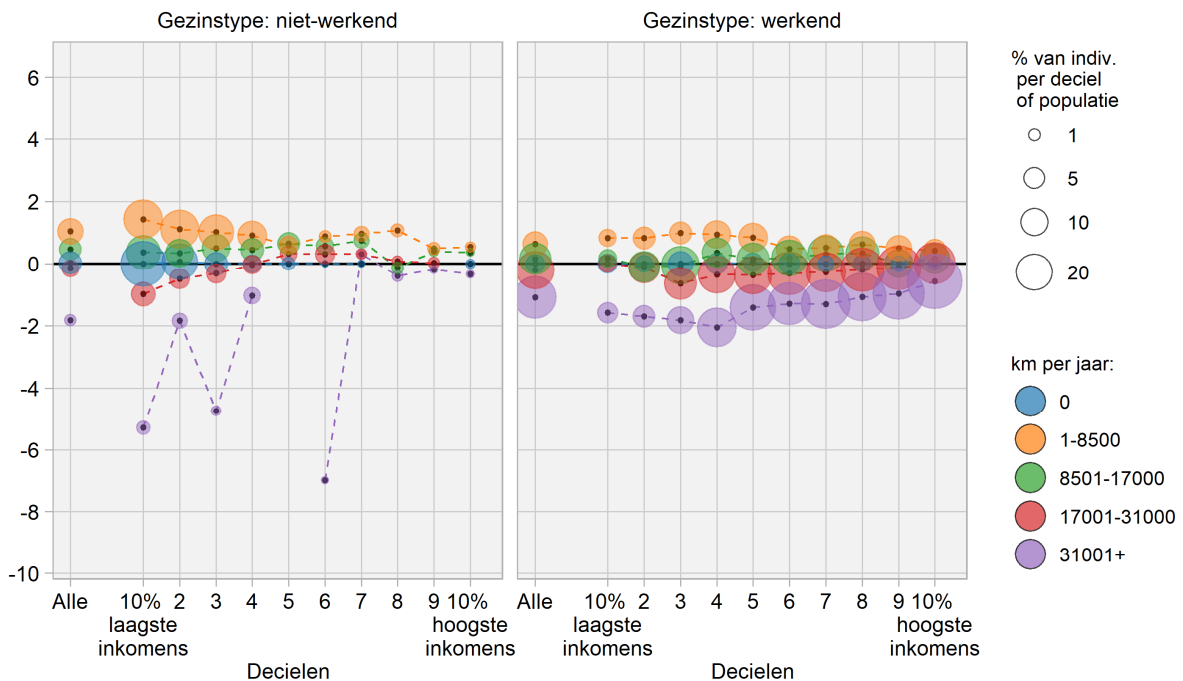 Gezinstype: niet-werkend
Gezinstype: werkend
6
4
2
0
-2
-4
-6
-8
-10
Alle
10%
laagste
inkomens
2
3
4
5
6
7
8
9
10%
hoogste
inkomens
Decielen
Alle
10%
laagste
inkomens
2
3
4
5
6
7
8
9
10%
hoogste
inkomens
Decielen
% van indiv.
per deciel
of populatie
1
5
10
20
km per jaar:
0
1-8500
8501-17000
17001-31000
31001+